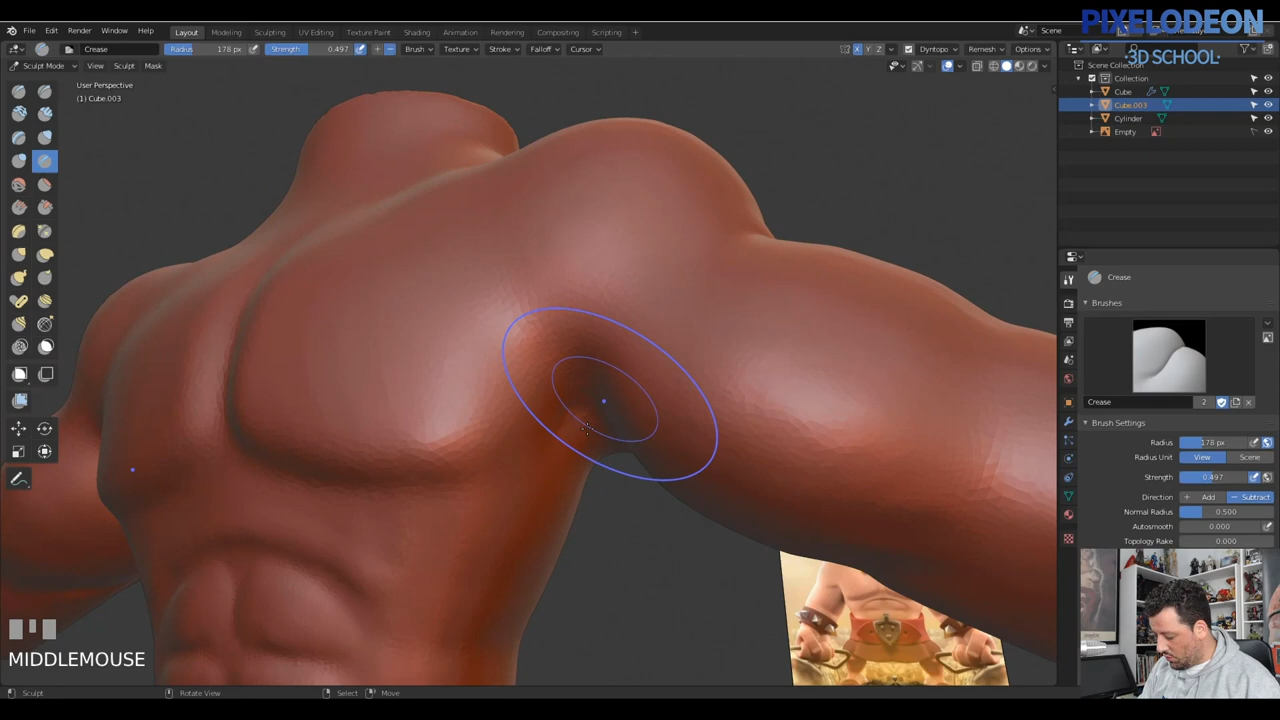 PIXELODEON
3D SCHOOL
File Edit Render Window Help
Layout Modeling Sculpting UV Editing Texture Paint Shading Animation Rendering Compositing Scripting +
Scene
Crease Radius 178 px Strength 0.497 + − Brush Texture Stroke Falloff Cursor X Y Z Dyntopo Remesh Options
Sculpt Mode View Sculpt Mask
Scene Collection
Collection
Cube
Cube.003
Cylinder
Empty
User Perspective
(1) Cube.003
Crease
Brushes
Crease 2
Brush Settings
Radius 178 px
Radius Unit View Scene
Strength 0.497
Direction + Add − Subtract
Normal Radius 0.500
Autosmooth 0.000
Topology Rake 0.000
MIDDLEMOUSE
Sculpt Rotate View Select Move